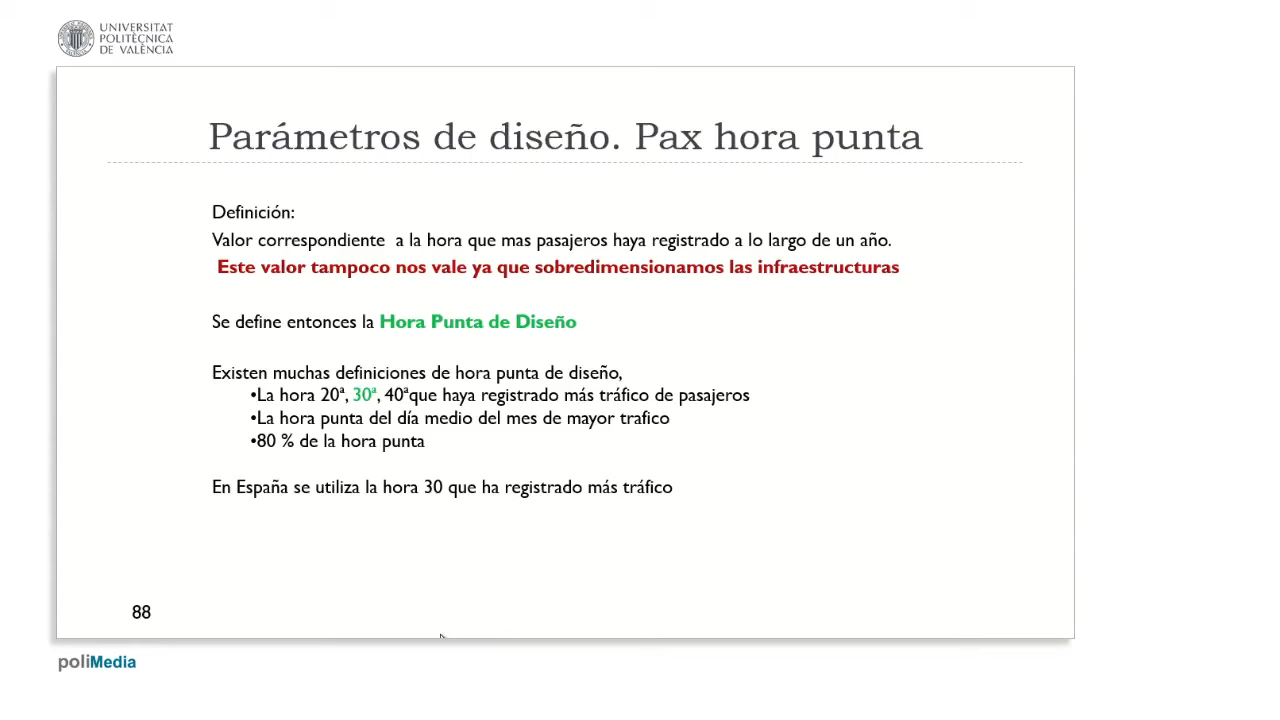 UNIVERSITAT
POLITÈCNICA
DE VALÈNCIA
Parámetros de diseño. Pax hora punta
Definición:
Valor correspondiente a la hora que mas pasajeros haya registrado a lo largo de un año.
Este valor tampoco nos vale ya que sobredimensionamos las infraestructuras
Se define entonces la Hora Punta de Diseño
Existen muchas definiciones de hora punta de diseño,
•La hora 20ª, 30ª, 40ªque haya registrado más tráfico de pasajeros
•La hora punta del día medio del mes de mayor trafico
•80 % de la hora punta
En España se utiliza la hora 30 que ha registrado más tráfico
88
poliMedia